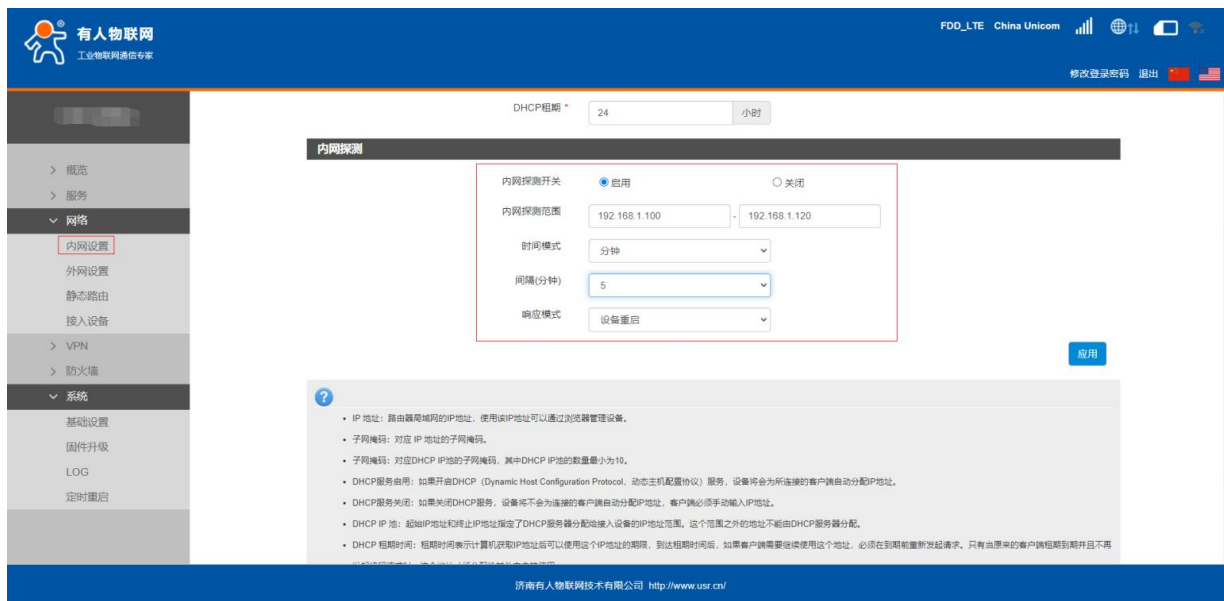 有人物联网
工业物联网通信专家
FDD_LTE China Unicom
修改登录密码 退出
DHCP租期 * 24 小时
内网探测
内网探测开关 启用 关闭
内网探测范围 192.168.1.100 - 192.168.1.120
时间模式 分钟
间隔(分钟) 5
响应模式 设备重启
应用
> 概览
> 服务
网络
内网设置
外网设置
静态路由
接入设备
> VPN
> 防火墙
系统
基础设置
固件升级
LOG
定时重启
• IP 地址：路由器局域网的IP地址，使用该IP地址可以通过浏览器管理设备。
• 子网掩码：对应 IP 地址的子网掩码。
• 子网掩码：对应DHCP IP池的子网掩码，其中DHCP IP池的数量最小为10。
• DHCP服务启用：如果开启DHCP（Dynamic Host Configuration Protocol，动态主机配置协议）服务，设备将会为所连接的客户端自动分配IP地址。
• DHCP服务关闭：如果关闭DHCP服务，设备将不会为连接的客户端自动分配IP地址，客户端必须手动输入IP地址。
• DHCP IP 池：起始IP地址和终止IP地址指定了DHCP服务器分配给接入设备的IP地址范围。这个范围之外的地址不能由DHCP服务器分配。
• DHCP 租期时间：租期时间表示计算机获取IP地址后可以使用这个IP地址的期限，到达租期时间后，如果客户端需要继续使用这个地址，必须在到期前重新发起请求。只有当原来的客户端租期到期并且不再
济南有人物联网技术有限公司 http://www.usr.cn/